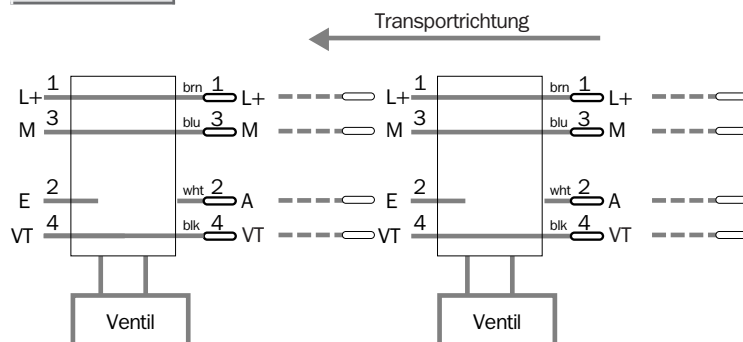 Transportrichtung
L+ 1 brn 1 L+ L+ 1 brn 1 L+
M 3 blu 3 M M 3 blu 3 M
E 2 wht 2 A E 2 wht 2 A
VT 4 blk 4 VT VT 4 blk 4 VT
Ventil Ventil